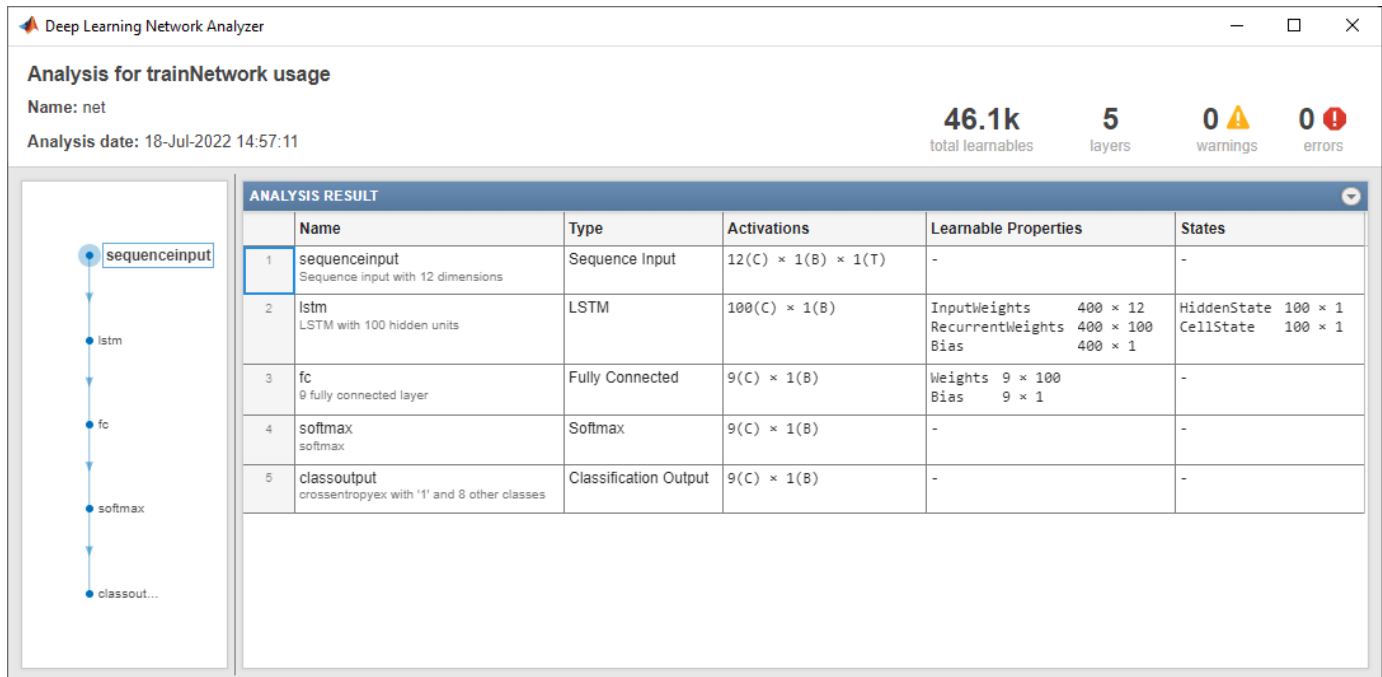 Deep Learning Network Analyzer
Analysis for trainNetwork usage
Name: net
Analysis date: 18-Jul-2022 14:57:11
46.1k
total learnables
5
layers
0
warnings
0
errors
sequenceinput
lstm
fc
softmax
classout...
ANALYSIS RESULT
Name Type Activations Learnable Properties States
1 sequenceinput Sequence Input 12(C) × 1(B) × 1(T) - -
Sequence input with 12 dimensions
2 lstm LSTM 100(C) × 1(B) InputWeights 400 × 12 HiddenState 100 × 1
LSTM with 100 hidden units RecurrentWeights 400 × 100 CellState 100 × 1
Bias 400 × 1
3 fc Fully Connected 9(C) × 1(B) Weights 9 × 100 -
9 fully connected layer Bias 9 × 1
4 softmax Softmax 9(C) × 1(B) - -
softmax
5 classoutput Classification Output 9(C) × 1(B) - -
crossentropyex with '1' and 8 other classes